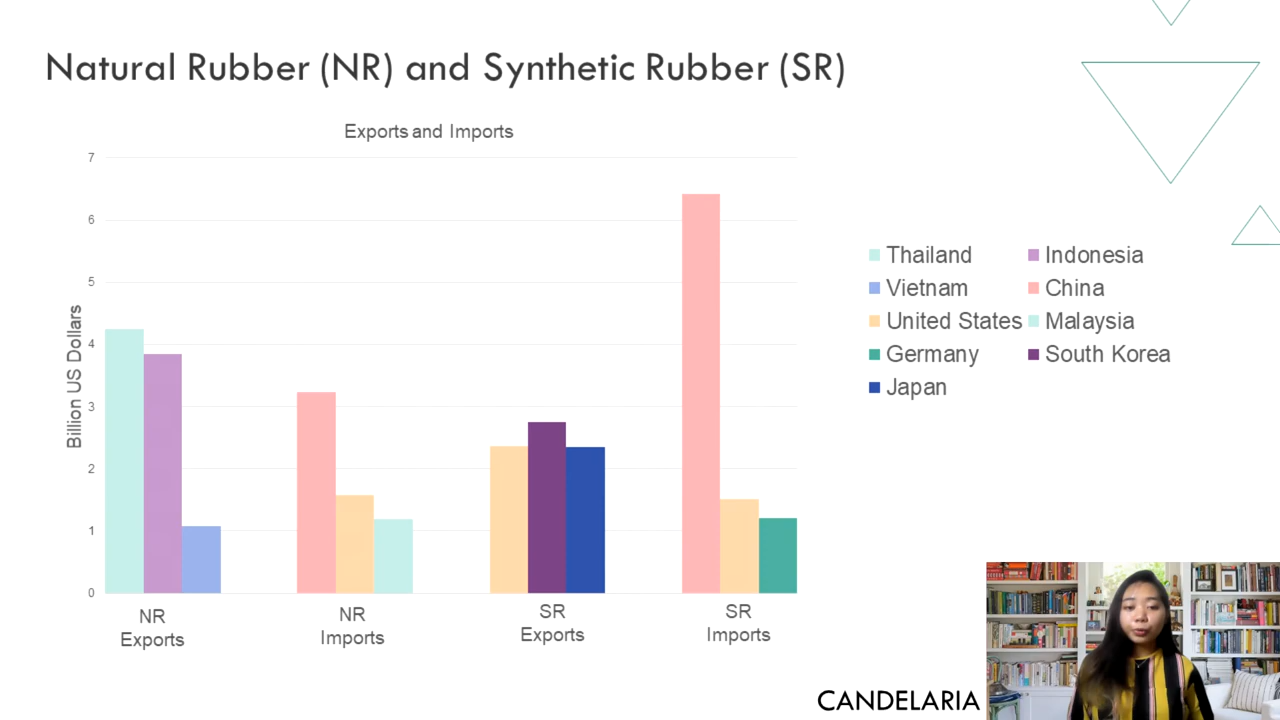 Natural Rubber (NR) and Synthetic Rubber (SR)
Exports and Imports
7
6
5
4
3
2
1
0
Billion US Dollars
NR
Exports
NR
Imports
SR
Exports
SR
Imports
Thailand
Indonesia
Vietnam
China
United States
Malaysia
Germany
South Korea
Japan
CANDELARIA